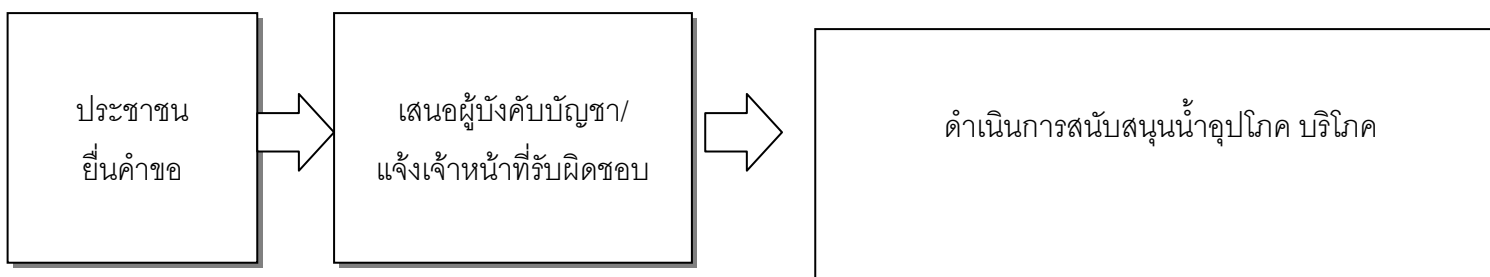 ประชาชน
ยื่นคำขอ
เสนอผู้บังคับบัญชา/
แจ้งเจ้าหน้าที่รับผิดชอบ
ดำเนินการสนับสนุนน้ำอุปโภค บริโภค